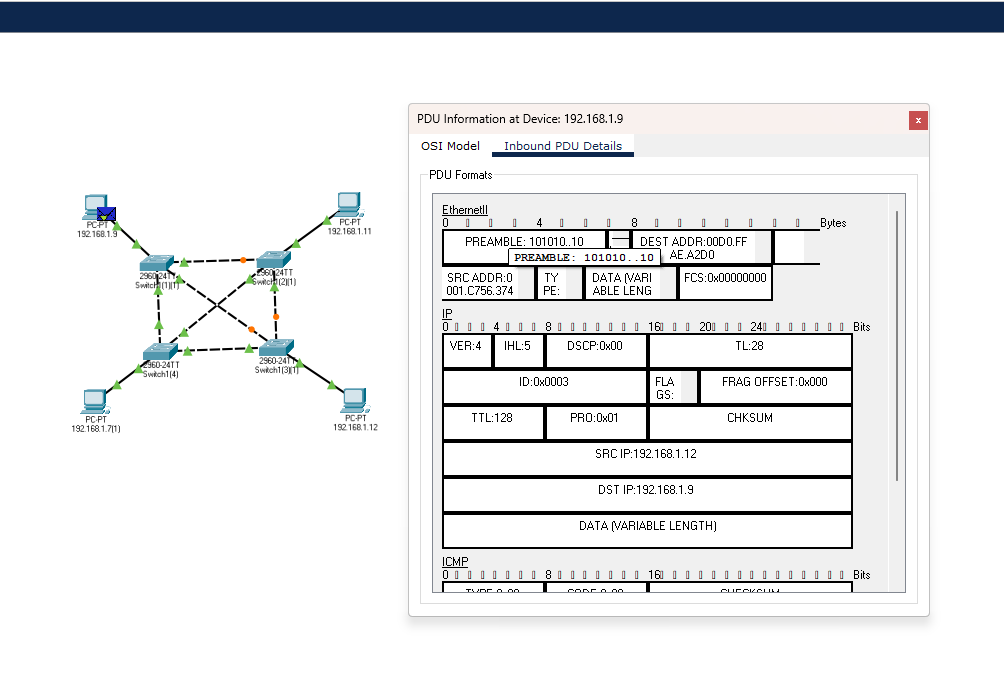 PDU Information at Device: 192.168.1.9
x
OSI Model
Inbound PDU Details
PDU Formats
EthernetII
0 4 8 Bytes
PREAMBLE: 101010..10
DEST ADDR:00D0.FF
AE.A2D0
PREAMBLE: 101010..10
SRC ADDR:0
001.C756.374
TY
PE:
DATA (VARI
ABLE LENG
FCS:0x00000000
IP
0 4 8 16 20 24 Bits
VER:4
IHL:5
DSCP:0x00
TL:28
ID:0x0003
FLA
GS:
FRAG OFFSET:0x000
TTL:128
PRO:0x01
CHKSUM
SRC IP:192.168.1.12
DST IP:192.168.1.9
DATA (VARIABLE LENGTH)
ICMP
0 8 16 Bits
PC-PT
192.168.1.9
PC-PT
192.168.1.11
2960-24TT
Switch1(1)(1)
2960-24TT
Switch1(2)(1)
2960-24TT
Switch1(4)
2960-24TT
Switch1(3)(1)
PC-PT
192.168.1.7(1)
PC-PT
192.168.1.12